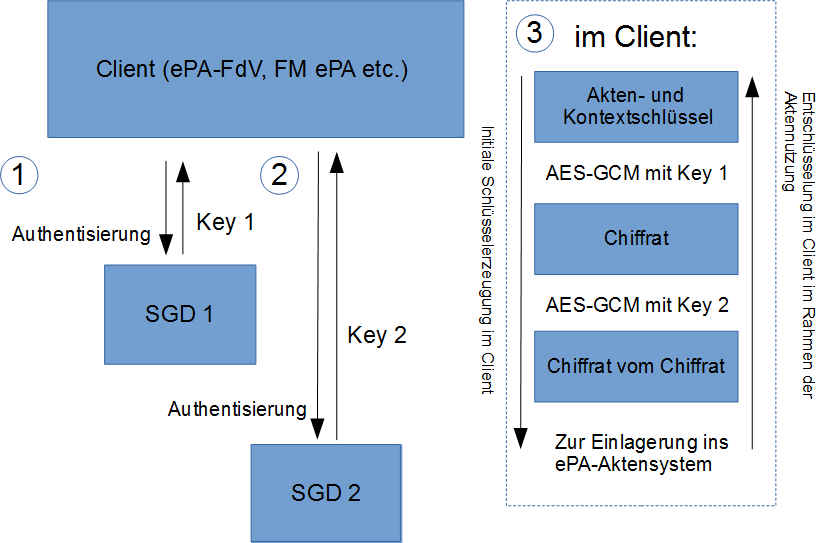 Client (ePA-FdV, FM ePA etc.)
1
2
Authentisierung
Key 1
SGD 1
Key 2
Authentisierung
SGD 2
3
im Client:
Initiale Schlüsselerzeugung im Client
Akten- und
Kontextschlüssel
AES-GCM mit Key 1
Chiffrat
AES-GCM mit Key 2
Chiffrat vom Chiffrat
Zur Einlagerung ins
ePA-Aktensystem
Entschlüsselung im Client im Rahmen der
Aktennutzung